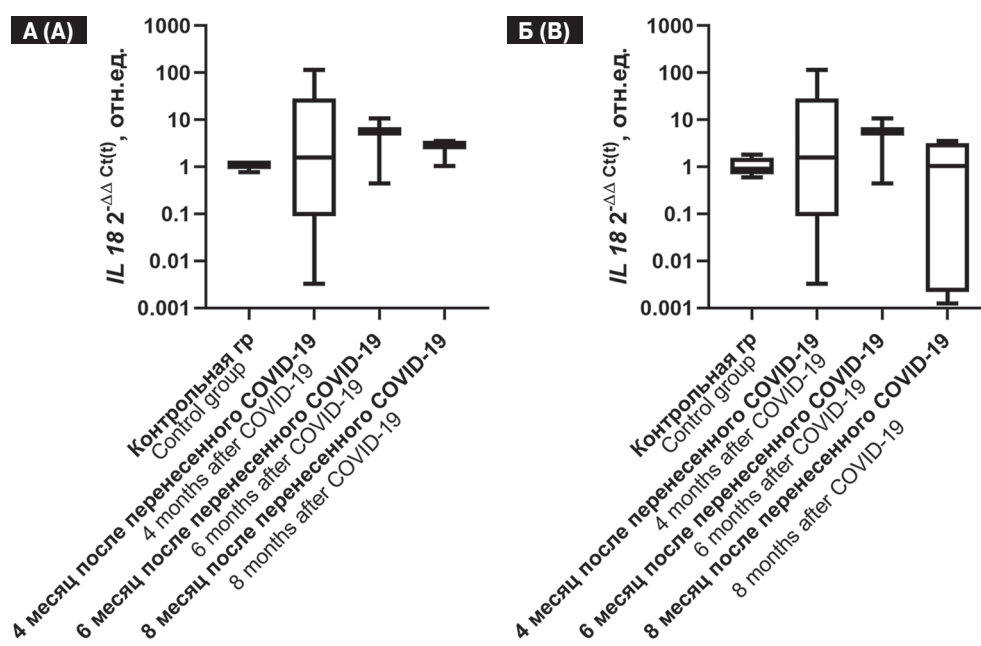 А (A)
1000
100
10
1
0.1
0.01
0.001
IL 18 2-ΔΔ Ct(t), отн.ед.
Контрольная гр
Control group
4 месяц после перенесенного COVID-19
4 months after COVID-19
6 месяц после перенесенного COVID-19
6 months after COVID-19
8 месяц после перенесенного COVID-19
8 months after COVID-19
Б (B)
1000
100
10
1
0.1
0.01
0.001
IL 18 2-ΔΔ Ct(t), отн.ед.
Контрольная гр
Control group
4 месяц после перенесенного COVID-19
4 months after COVID-19
6 месяц после перенесенного COVID-19
6 months after COVID-19
8 месяц после перенесенного COVID-19
8 months after COVID-19